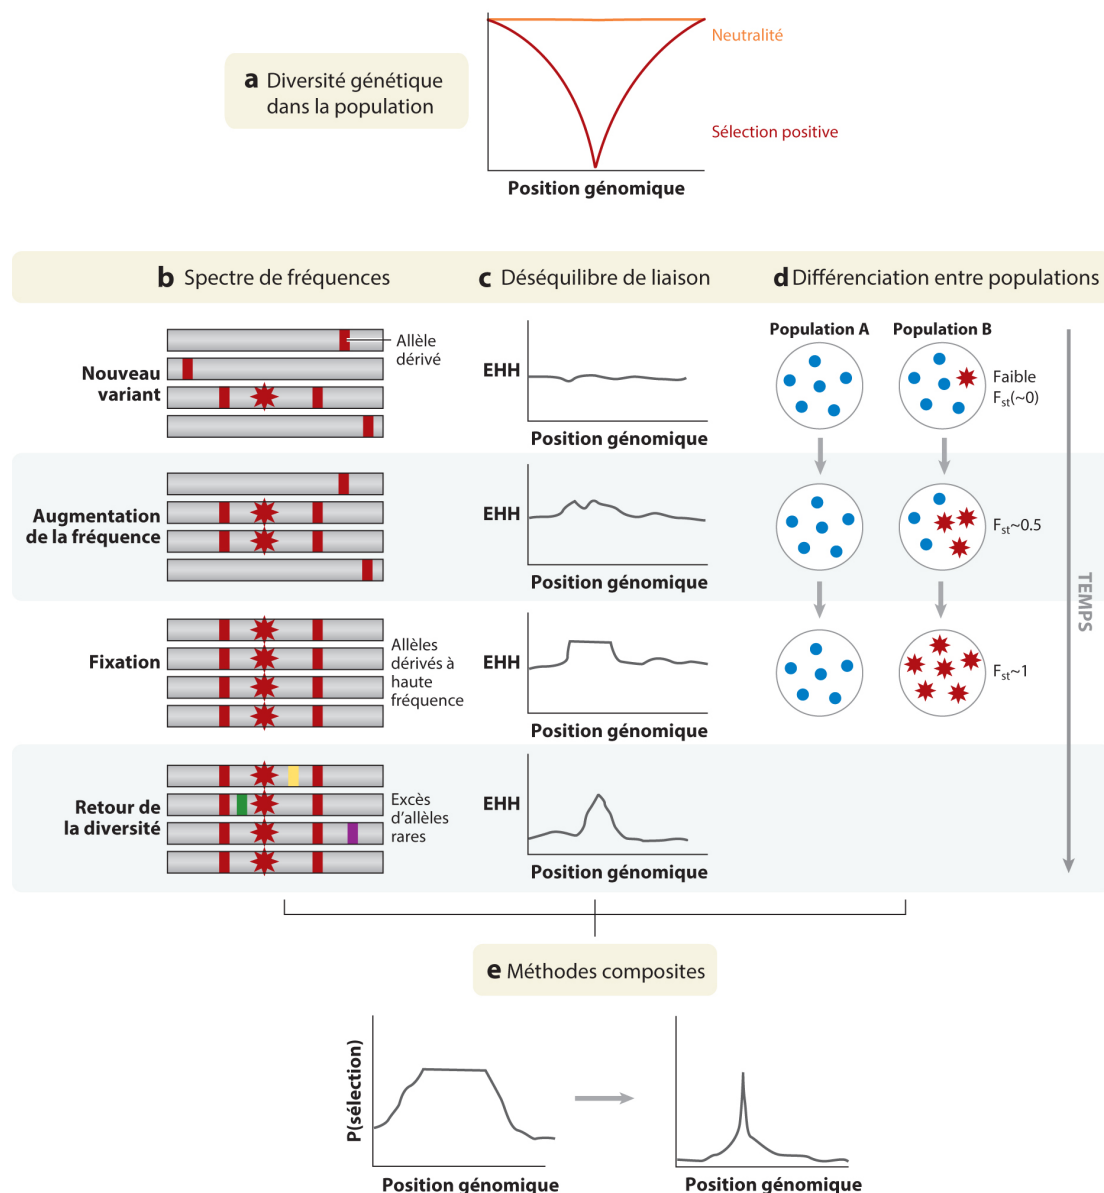 Neutralité
a Diversité génétique
dans la population
Sélection positive
Position génomique
b Spectre de fréquences
c Déséquilibre de liaison
d Différenciation entre populations
Population A
Population B
Allèle
dérivé
Nouveau
variant
EHH
Position génomique
Faible
Fst(~0)
Augmentation
de la fréquence
EHH
Position génomique
Fst~0.5
TEMPS
Fixation
Allèles
dérivés à
haute
fréquence
EHH
Position génomique
Fst~1
Retour de
la diversité
Excès
d'allèles
rares
EHH
Position génomique
e Méthodes composites
P(sélection)
Position génomique
Position génomique